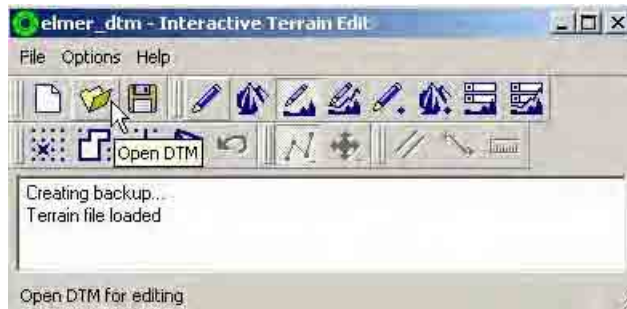 elmer_dtm - Interactive Terrain Edit
File Options Help
Open DTM
Creating backup...
Terrain file loaded
Open DTM for editing